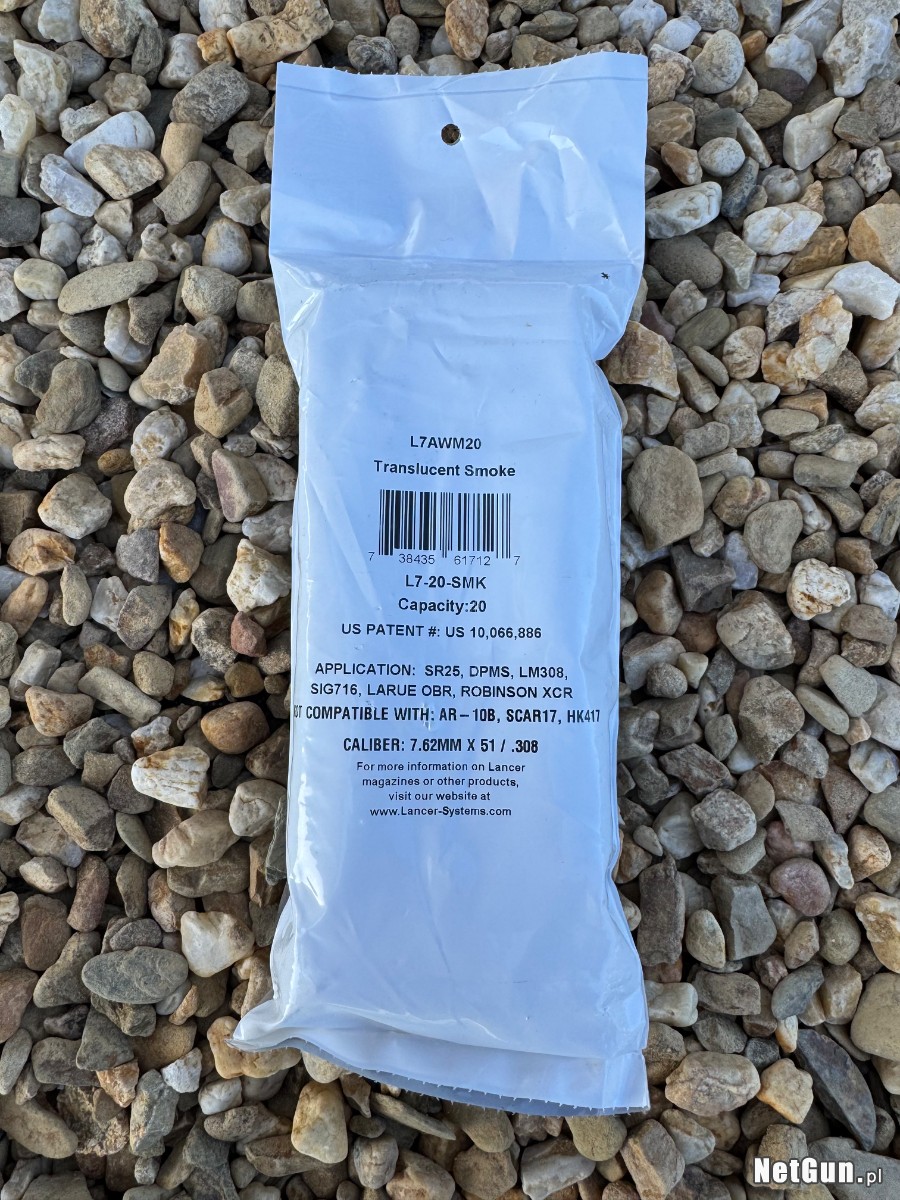 L7AWM20
Translucent Smoke
7 38435 61712 7
L7-20-SMK
Capacity:20
US PATENT #: US 10,066,886
APPLICATION: SR25, DPMS, LM308,
SIG716, LARUE OBR, ROBINSON XCR
COMPATIBLE WITH: AR-10B, SCAR17, HK417
CALIBER: 7.62MM X 51 / .308
For more information on Lancer
magazines or other products,
visit our website at
www.Lancer-Systems.com
NetGun.pl